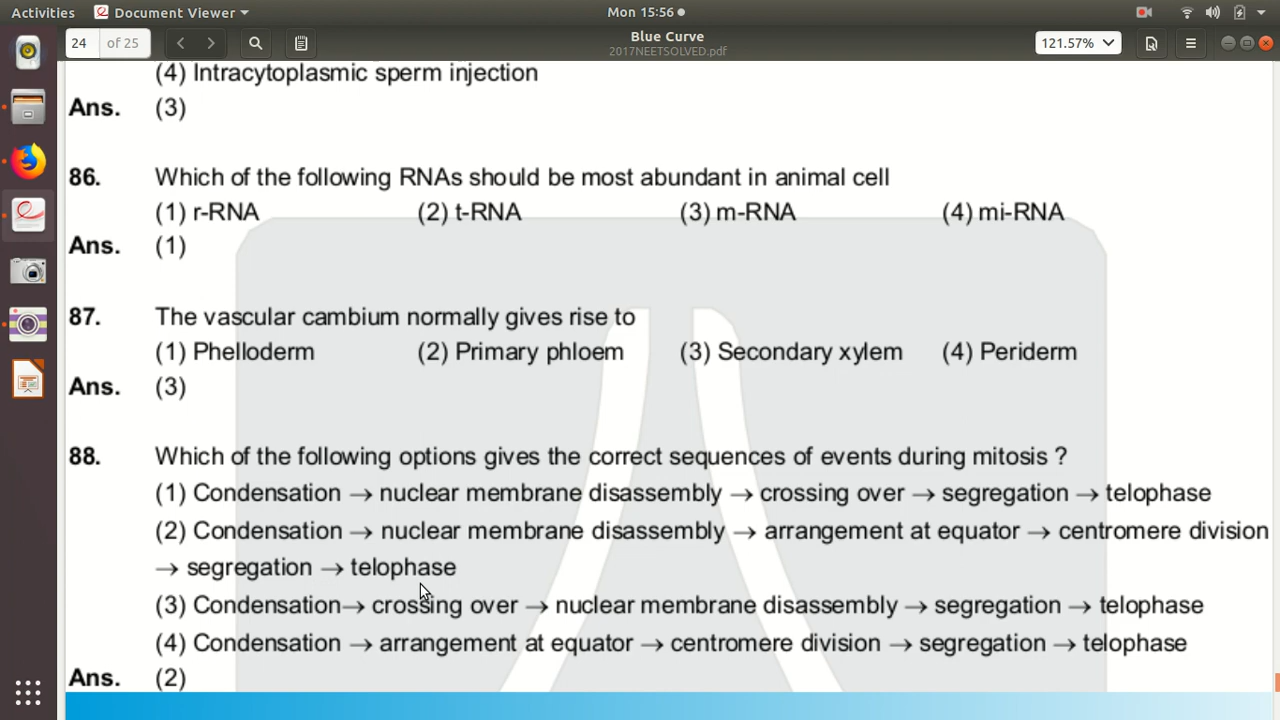 Activities Document Viewer Mon 15:56
24 of 25 Blue Curve 121.57%
2017NEETSOLVED.pdf
(4) Intracytoplasmic sperm injection
Ans. (3)
86. Which of the following RNAs should be most abundant in animal cell
(1) r-RNA (2) t-RNA (3) m-RNA (4) mi-RNA
Ans. (1)
87. The vascular cambium normally gives rise to
(1) Phelloderm (2) Primary phloem (3) Secondary xylem (4) Periderm
Ans. (3)
88. Which of the following options gives the correct sequences of events during mitosis ?
(1) Condensation → nuclear membrane disassembly → crossing over → segregation → telophase
(2) Condensation → nuclear membrane disassembly → arrangement at equator → centromere division
→ segregation → telophase
(3) Condensation→ crossing over → nuclear membrane disassembly → segregation → telophase
(4) Condensation → arrangement at equator → centromere division → segregation → telophase
Ans. (2)